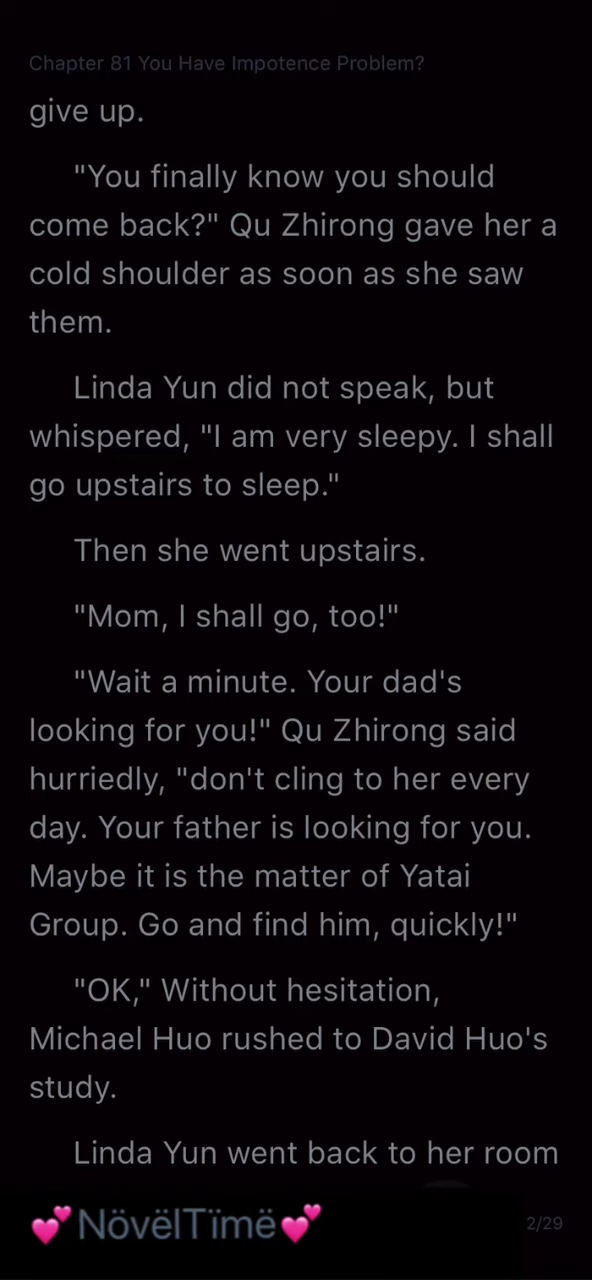 Chapter 81 You Have Impotence Problem?
give up.
"You finally know you should
come back?" Qu Zhirong gave her a
cold shoulder as soon as she saw
them.
Linda Yun did not speak, but
whispered, "I am very sleepy. I shall
go upstairs to sleep."
Then she went upstairs.
"Mom, I shall go, too!"
"Wait a minute. Your dad's
looking for you!" Qu Zhirong said
hurriedly, "don't cling to her every
day. Your father is looking for you.
Maybe it is the matter of Yatai
Group. Go and find him, quickly!"
"OK," Without hesitation,
Michael Huo rushed to David Huo's
study.
Linda Yun went back to her room
💕NövëlTïmë💕
2/29